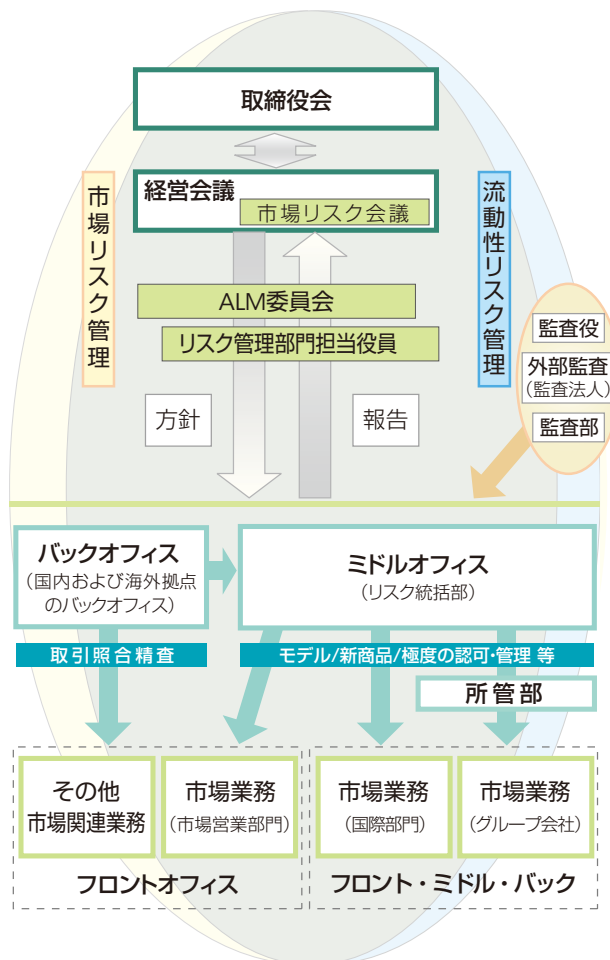 取締役会
経営会議
市場リスク会議
市場リスク管理
流動性リスク管理
ALM委員会
リスク管理部門担当役員
監査役
外部監査
(監査法人)
監査部
方針
報告
バックオフィス
(国内および海外拠点
のバックオフィス)
ミドルオフィス
(リスク統括部)
取引照合精査
モデル/新商品/極度の認可・管理 等
所管部
その他
市場関連業務
市場業務
(市場営業部門)
市場業務
(国際部門)
市場業務
(グループ会社)
フロントオフィス
フロント・ミドル・バック